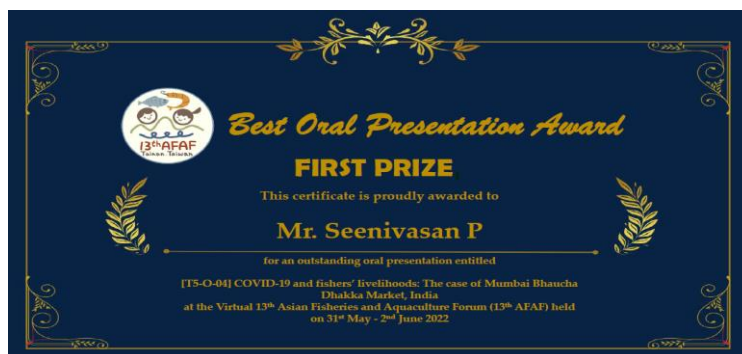 13th AFAF
Tainan Taiwan
Best Oral Presentation Award
FIRST PRIZE
This certificate is proudly awarded to
Mr. Seenivasan P
for an outstanding oral presentation entitled
[T5-O-04] COVID-19 and fishers' livelihoods: The case of Mumbai Bhaucha
Dhakka Market, India
at the Virtual 13th Asian Fisheries and Aquaculture Forum (13th AFAF) held
on 31st May - 2nd June 2022